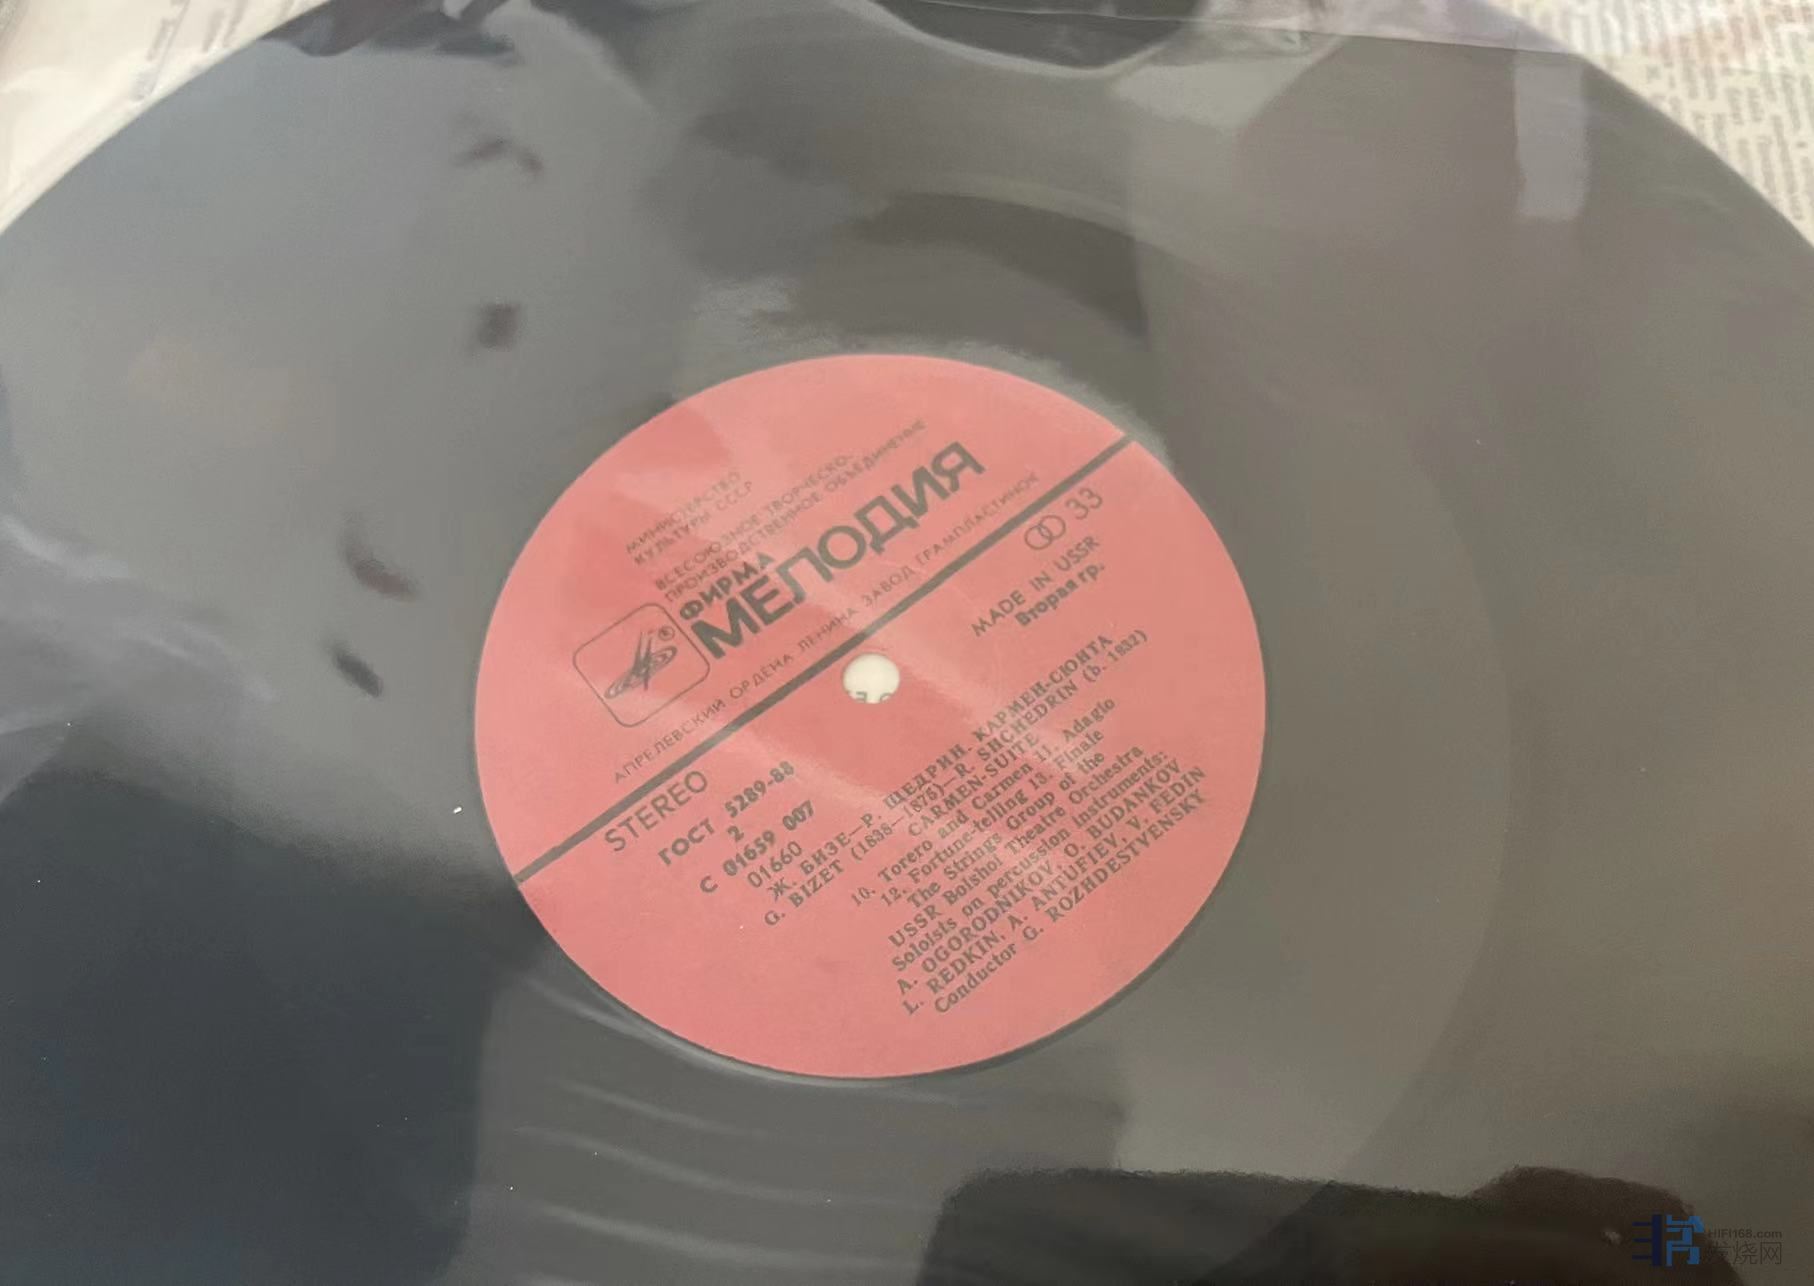 МИНИСТЕРСТВО
КУЛЬТУРЫ СССР
ВСЕСОЮЗНОЕ ТВОРЧЕСКО-
ПРОИЗВОДСТВЕННОЕ ОБЪЕДИНЕНИЕ
ФИРМА
МЕЛОДИЯ
®
АПРЕЛЕВСКИЙ ОРДЕНА ЛЕНИНА ЗАВОД ГРАМПЛАСТИНОК
33
MADE IN USSR
Вторая гр.
STEREO
ГОСТ 5289-88
2
С 01659 007
01660
Ж. БИЗЕ—Р. ЩЕДРИН. КАРМЕН-СЮИТА
G. BIZET (1838—1875)—R. SHCHEDRIN (b. 1832)
CARMEN-SUITE
10. Torero and Carmen 11. Adagio
12. Fortune-telling 13. Finale
The Strings Group of the
USSR Bolshoi Theatre Orchestra
Soloists on percussion instruments:
A. OGORODNIKOV, O. BUDANKOV
L. REDKIN, A. ANTUFIEV, V. FEDIN
Conductor G. ROZHDESTVENSKY
HIFI168.com
发烧网